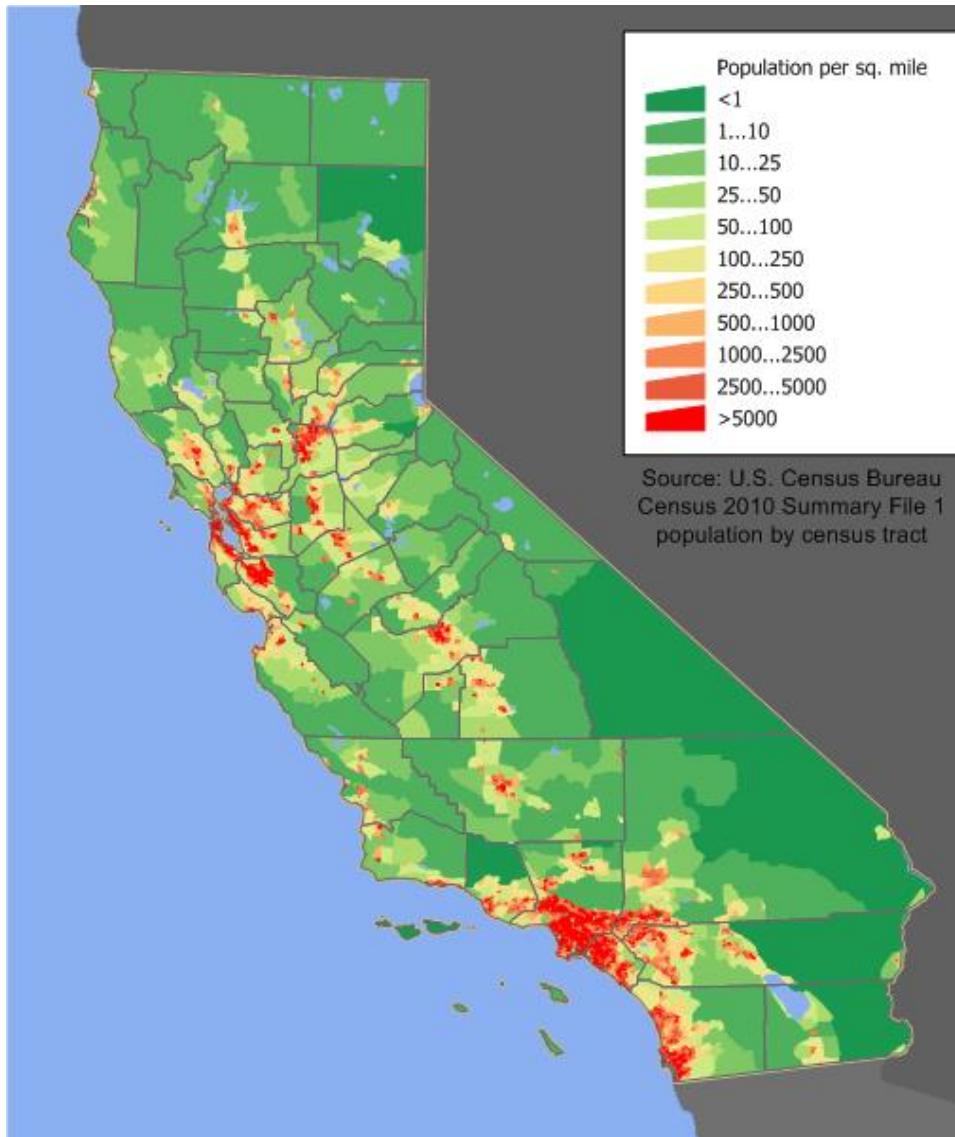 Population per sq. mile
<1
1...10
10...25
25...50
50...100
100...250
250...500
500...1000
1000...2500
2500...5000
>5000
Source: U.S. Census Bureau
Census 2010 Summary File 1
population by census tract